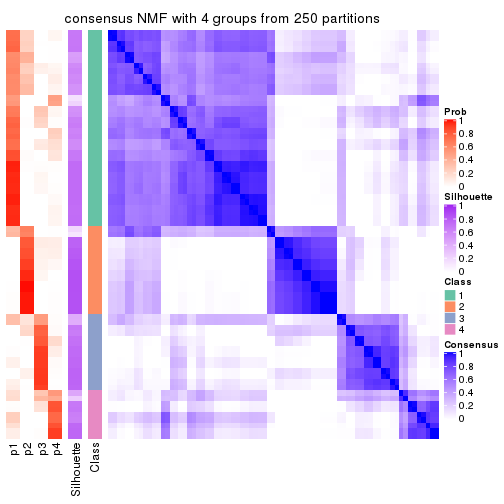 consensus NMF with 4 groups from 250 partitions
Prob
1
0.8
0.6
0.4
0.2
0
Silhouette
1
0.8
0.6
0.4
0.2
0
Class
1
2
3
4
Consensus
1
0.8
0.6
0.4
0.2
0
p1
p2
p3
p4
Silhouette
Class